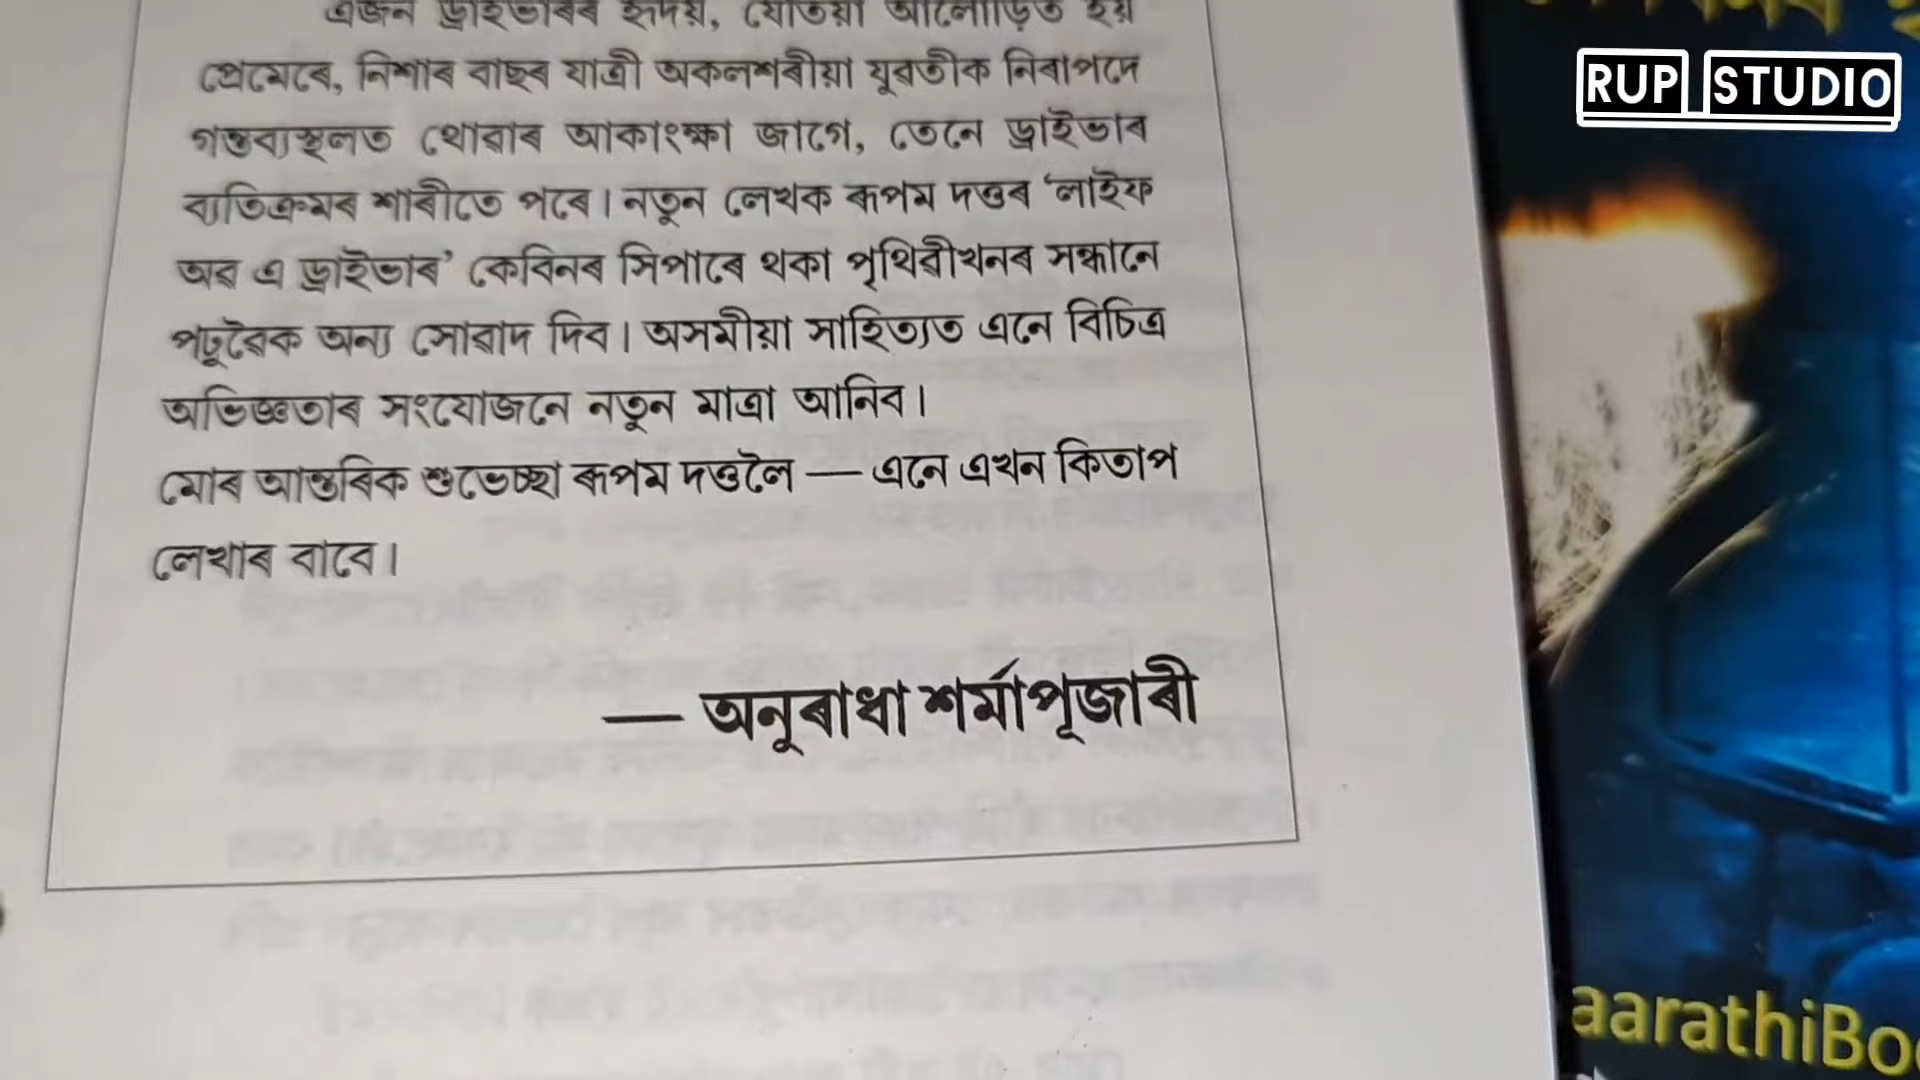 এজন ড্ৰাইভাৰৰ হৃদয়, যেতিয়া আলোড়িত হয়
প্ৰেমেৰে, নিশাৰ বাছৰ যাত্ৰী অকলশৰীয়া যুৱতীক নিৰাপদে
গন্তব্যস্থলত থোৱাৰ আকাংক্ষা জাগে, তেনে ড্ৰাইভাৰ
ব্যতিক্ৰমৰ শাৰীতে পৰে। নতুন লেখক ৰূপম দত্তৰ ‘লাইফ
অৱ এ ড্ৰাইভাৰ’ কেবিনৰ সিপাৰে থকা পৃথিৱীখনৰ সন্ধানে
পঢ়ুৱৈক অন্য সোৱাদ দিব। অসমীয়া সাহিত্যত এনে বিচিত্ৰ
অভিজ্ঞতাৰ সংযোজনে নতুন মাত্ৰা আনিব।
মোৰ আন্তৰিক শুভেচ্ছা ৰূপম দত্তলৈ — এনে এখন কিতাপ
লেখাৰ বাবে।
— অনুৰাধা শৰ্মাপূজাৰী
RUP STUDIO
aarathiBo